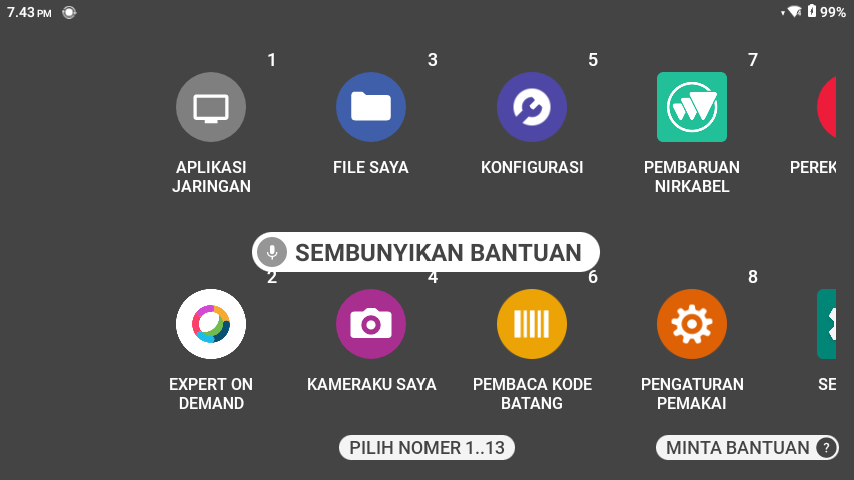 7.43 PM
99%
1
3
5
7
APLIKASI
JARINGAN
FILE SAYA
KONFIGURASI
PEMBARUAN
NIRKABEL
PEREK
SEMBUNYIKAN BANTUAN
2
4
6
8
EXPERT ON
DEMAND
KAMERAKU SAYA
PEMBACA KODE
BATANG
PENGATURAN
PEMAKAI
SE
PILIH NOMER 1..13
MINTA BANTUAN ?